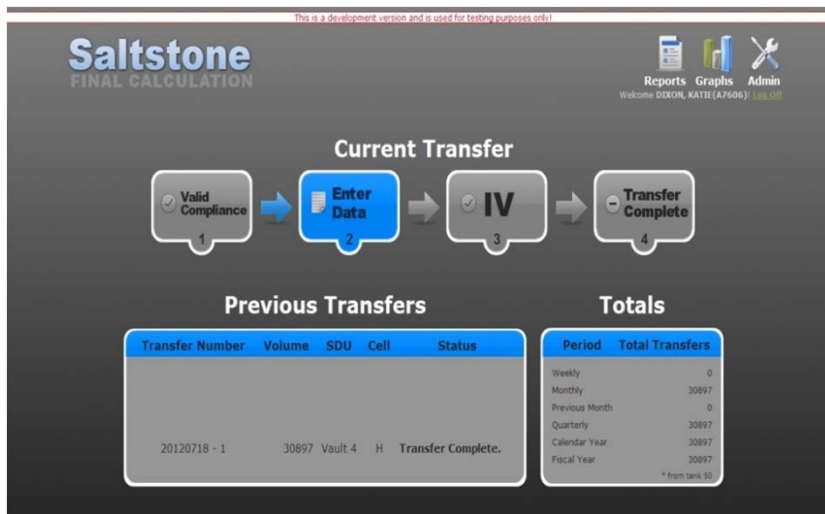 This is a development version and is used for testing purposes only!
Saltstone
FINAL CALCULATION
Reports Graphs Admin
Welcome DIXON, KATIE(A7606)! Log Off
Current Transfer
Valid Compliance 1
Enter Data 2
IV 3
Transfer Complete 4
Previous Transfers
Transfer Number Volume SDU Cell Status
20120718 - 1 30897 Vault 4 H Transfer Complete.
Totals
Period Total Transfers
Weekly 0
Monthly 30897
Previous Month 0
Quarterly 30897
Calendar Year 30897
Fiscal Year 30897
* from tank 50